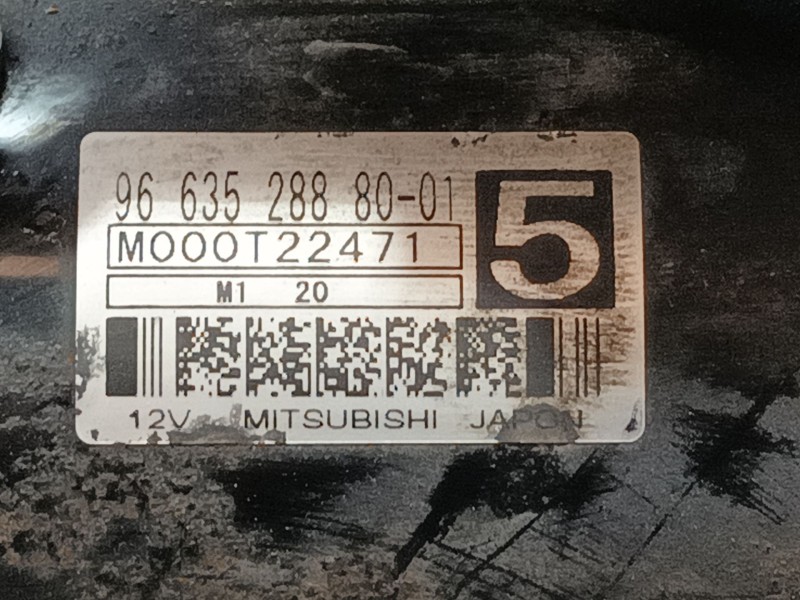 96 635 288 80-01
5
M000T22471
M1 20
12V MITSUBISHI JAPON